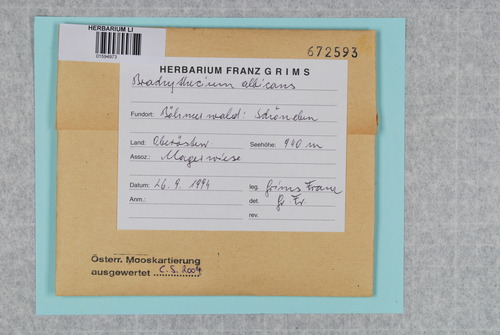 HERBARIUM LI
01594973
672593
HERBARIUM FRANZ GRIMS
Brachythecium albicans
Fundort: Böhmerwald: Schöneben
Land: Oberösterr. Seehöhe: 940 m
Assoz.: Magerwiese
Datum: 26. 9. 1994 leg. Grims Franz
Anm.: det. Gr Fr
rev.
Österr. Mooskartierung
ausgewertet C. S. 2004